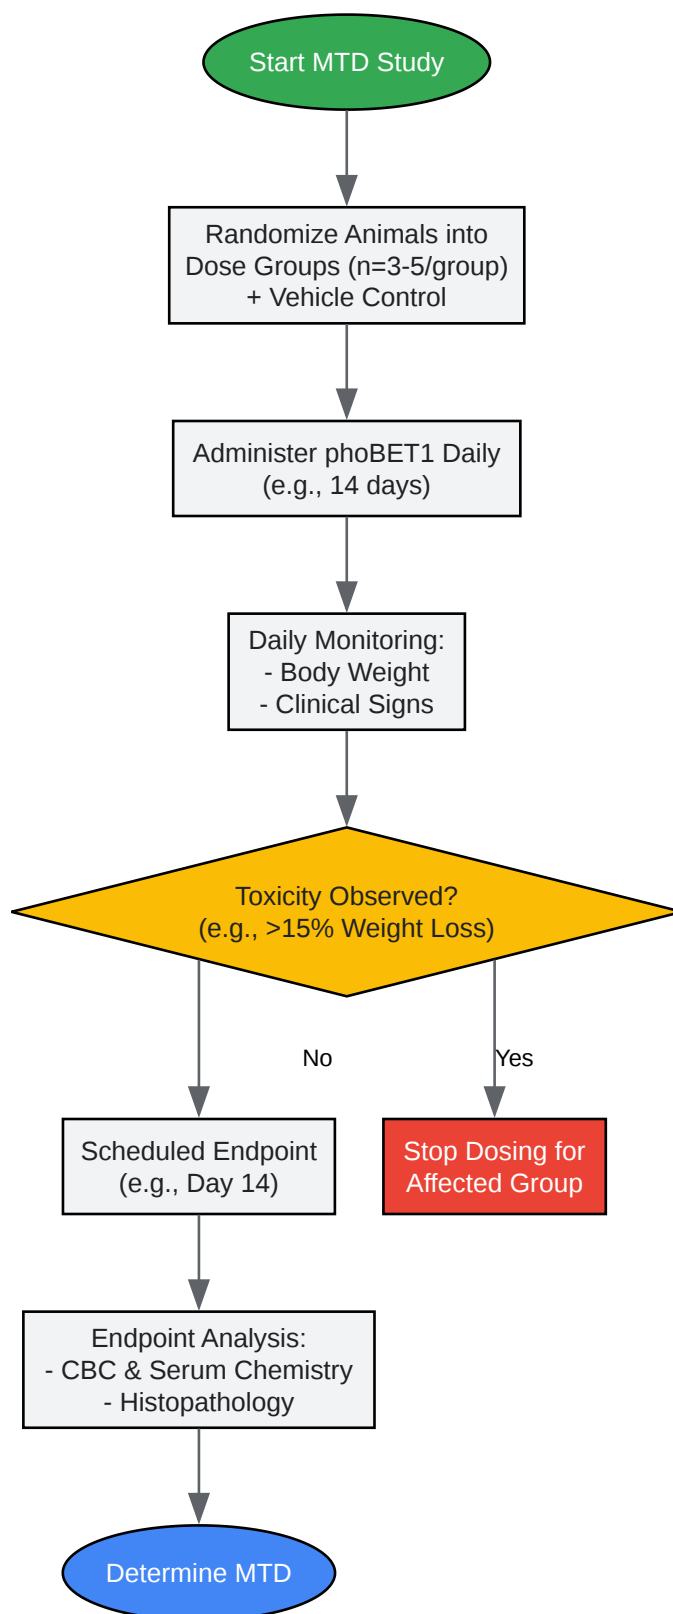 Start MTD Study
Randomize Animals into
Dose Groups (n=3-5/group)
+ Vehicle Control
Administer phoBET1 Daily
(e.g., 14 days)
Daily Monitoring:
- Body Weight
- Clinical Signs
Toxicity Observed?
(e.g., >15% Weight Loss)
No
Yes
Scheduled Endpoint
(e.g., Day 14)
Stop Dosing for
Affected Group
Endpoint Analysis:
- CBC & Serum Chemistry
- Histopathology
Determine MTD